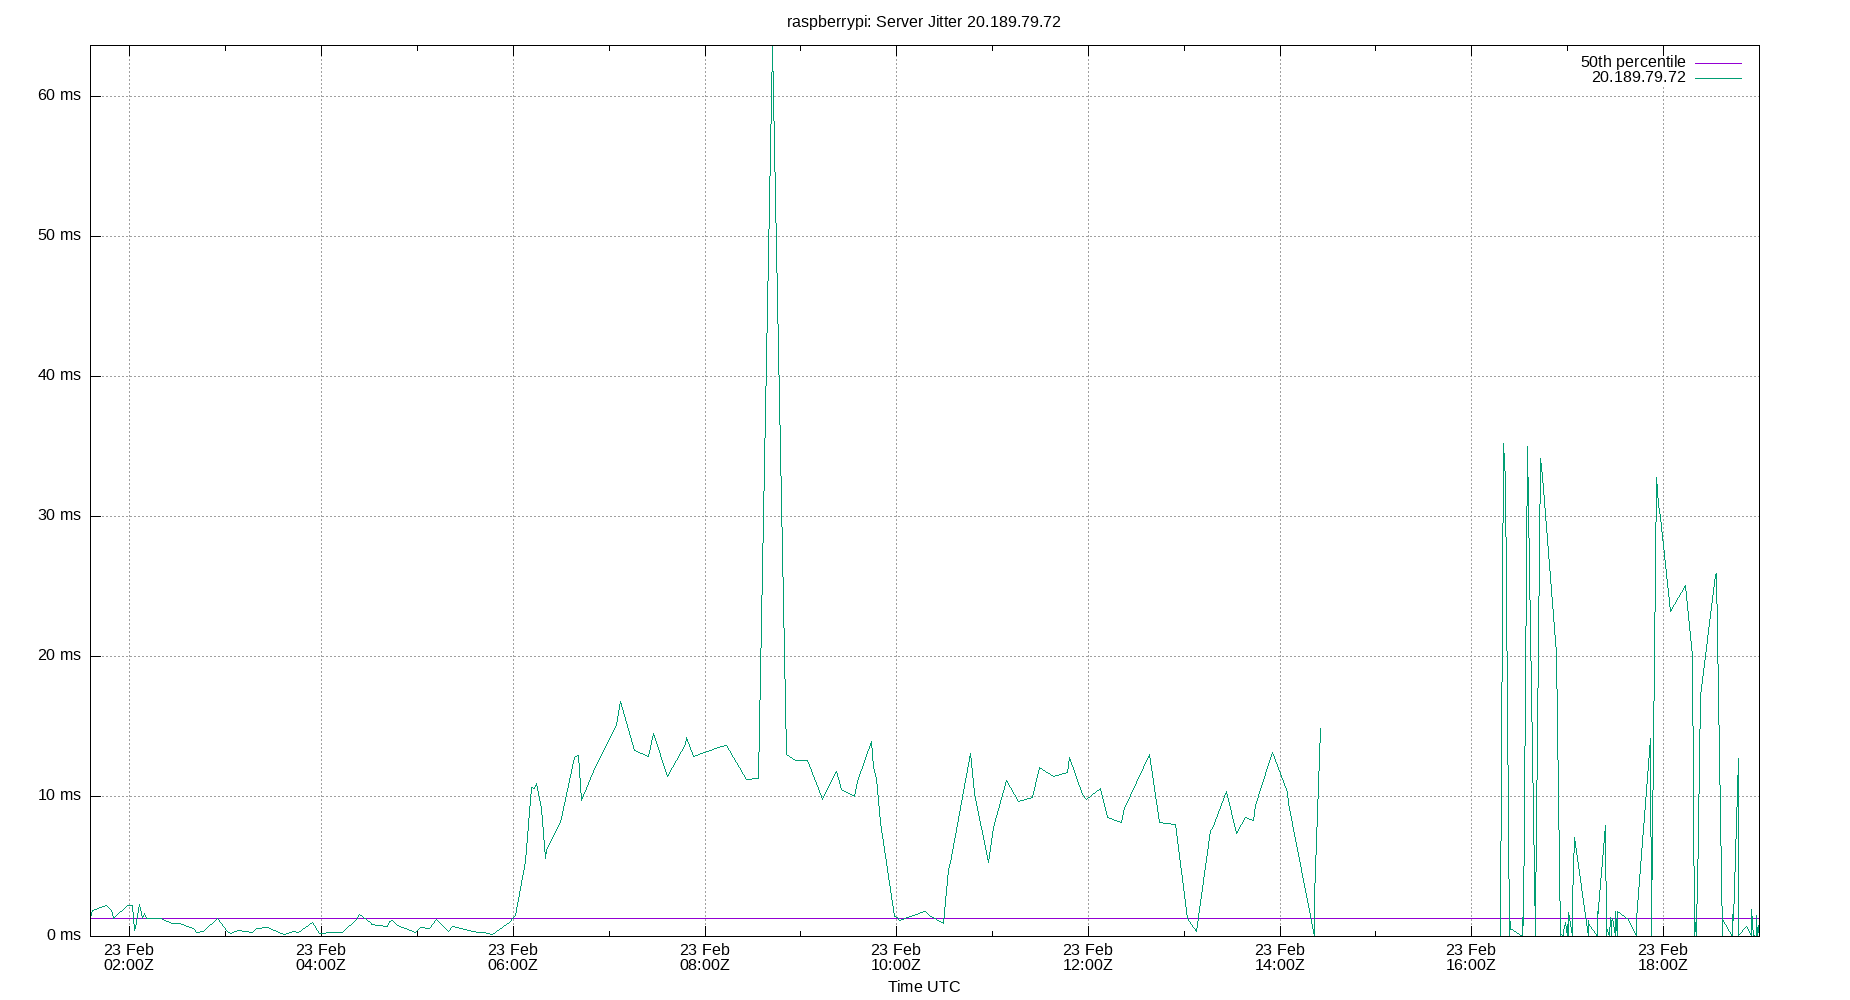 raspberrypi: Server Jitter 20.189.79.72
50th percentile
20.189.79.72
60 ms
50 ms
40 ms
30 ms
20 ms
10 ms
0 ms
23 Feb 23 Feb 23 Feb 23 Feb 23 Feb 23 Feb 23 Feb 23 Feb 23 Feb
02:00Z 04:00Z 06:00Z 08:00Z 10:00Z 12:00Z 14:00Z 16:00Z 18:00Z
Time UTC